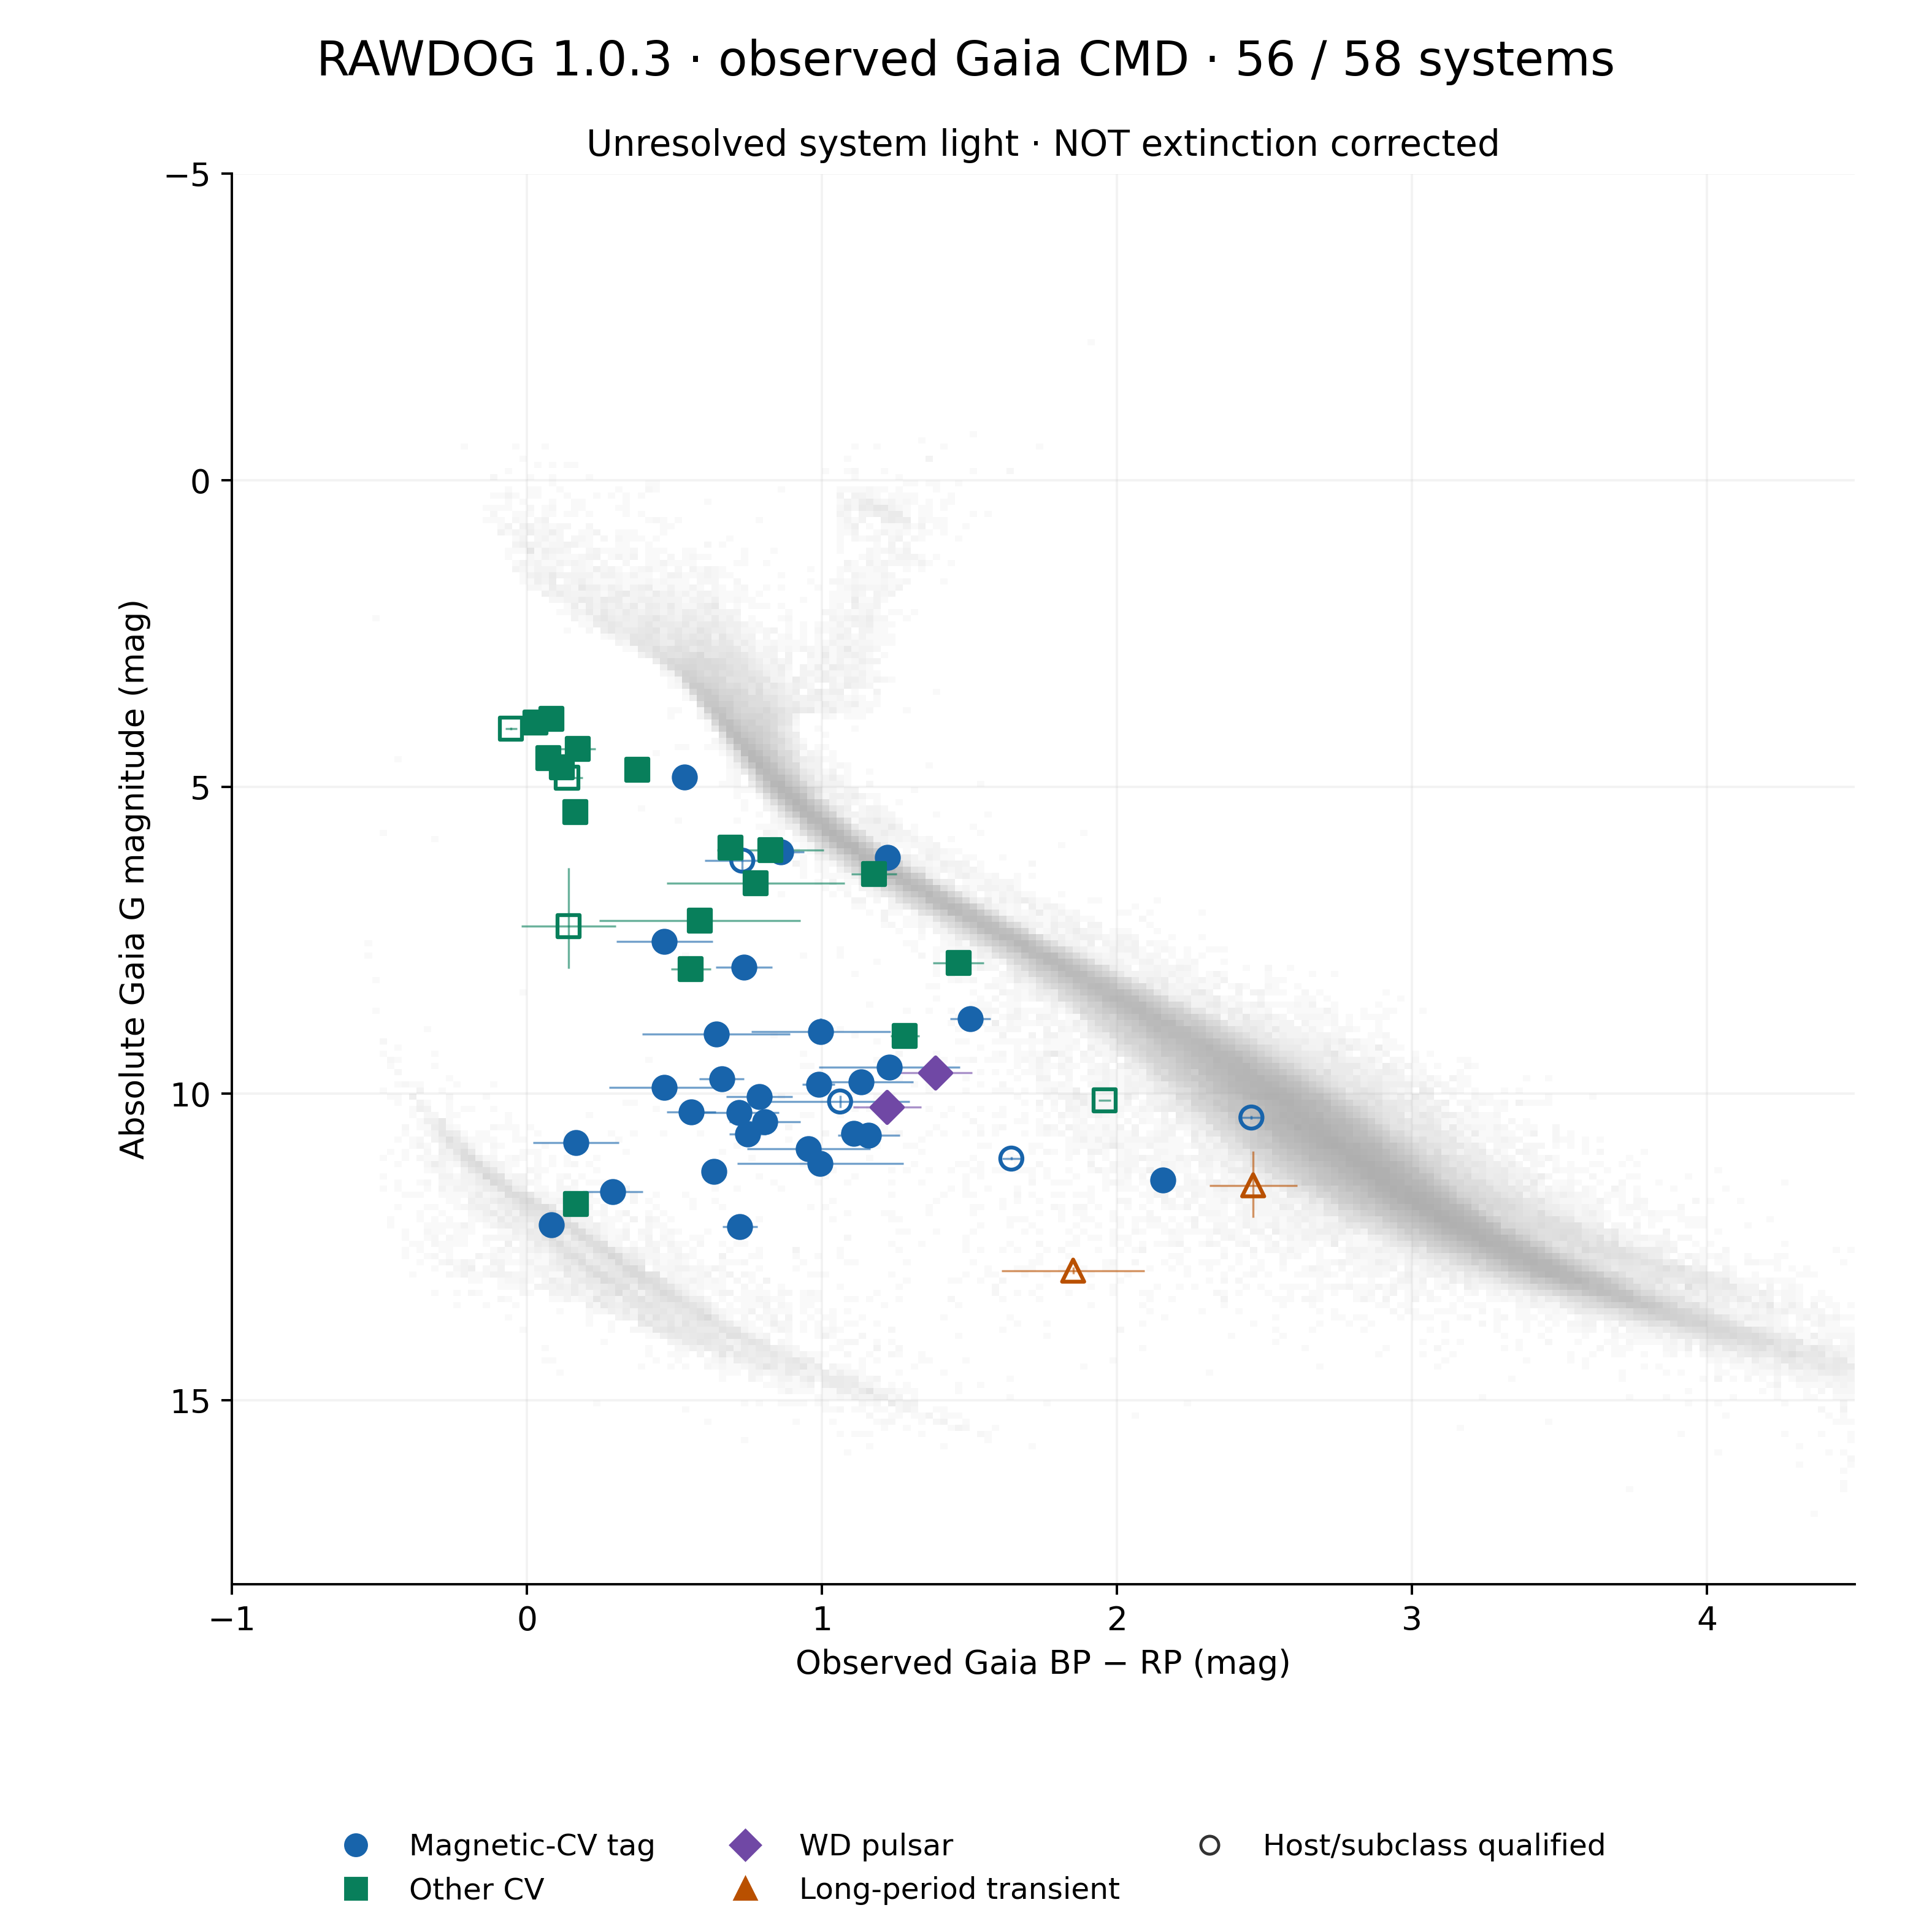 RAWDOG 1.0.3 · observed Gaia CMD · 56 / 58 systems
Unresolved system light · NOT extinction corrected
−5
0
5
10
15
Absolute Gaia G magnitude (mag)
−1
0
1
2
3
4
Observed Gaia BP − RP (mag)
Magnetic-CV tag
Other CV
WD pulsar
Long-period transient
Host/subclass qualified